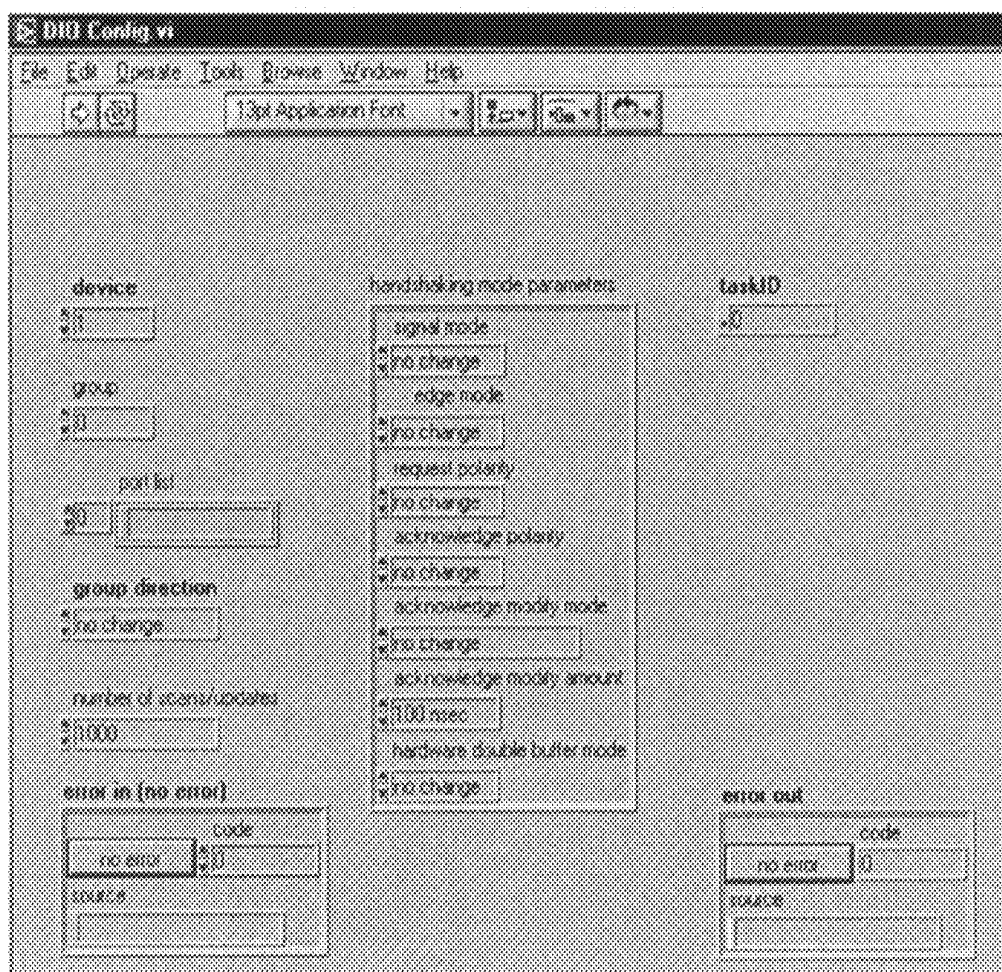 DIO Config.vi
File Edit Operate Tools Browse Window Help
13pt Application Font
device
1
group
0
port list
0
group direction
no change
number of scans/updates
1000
error in (no error)
no error
code
0
source
handshaking mode parameters
signal mode
no change
edge mode
no change
request polarity
no change
acknowledge polarity
no change
acknowledge modify mode
no change
acknowledge modify amount
100 nsec
hardware double buffer mode
no change
taskID
0
error out
no error
code
0
source